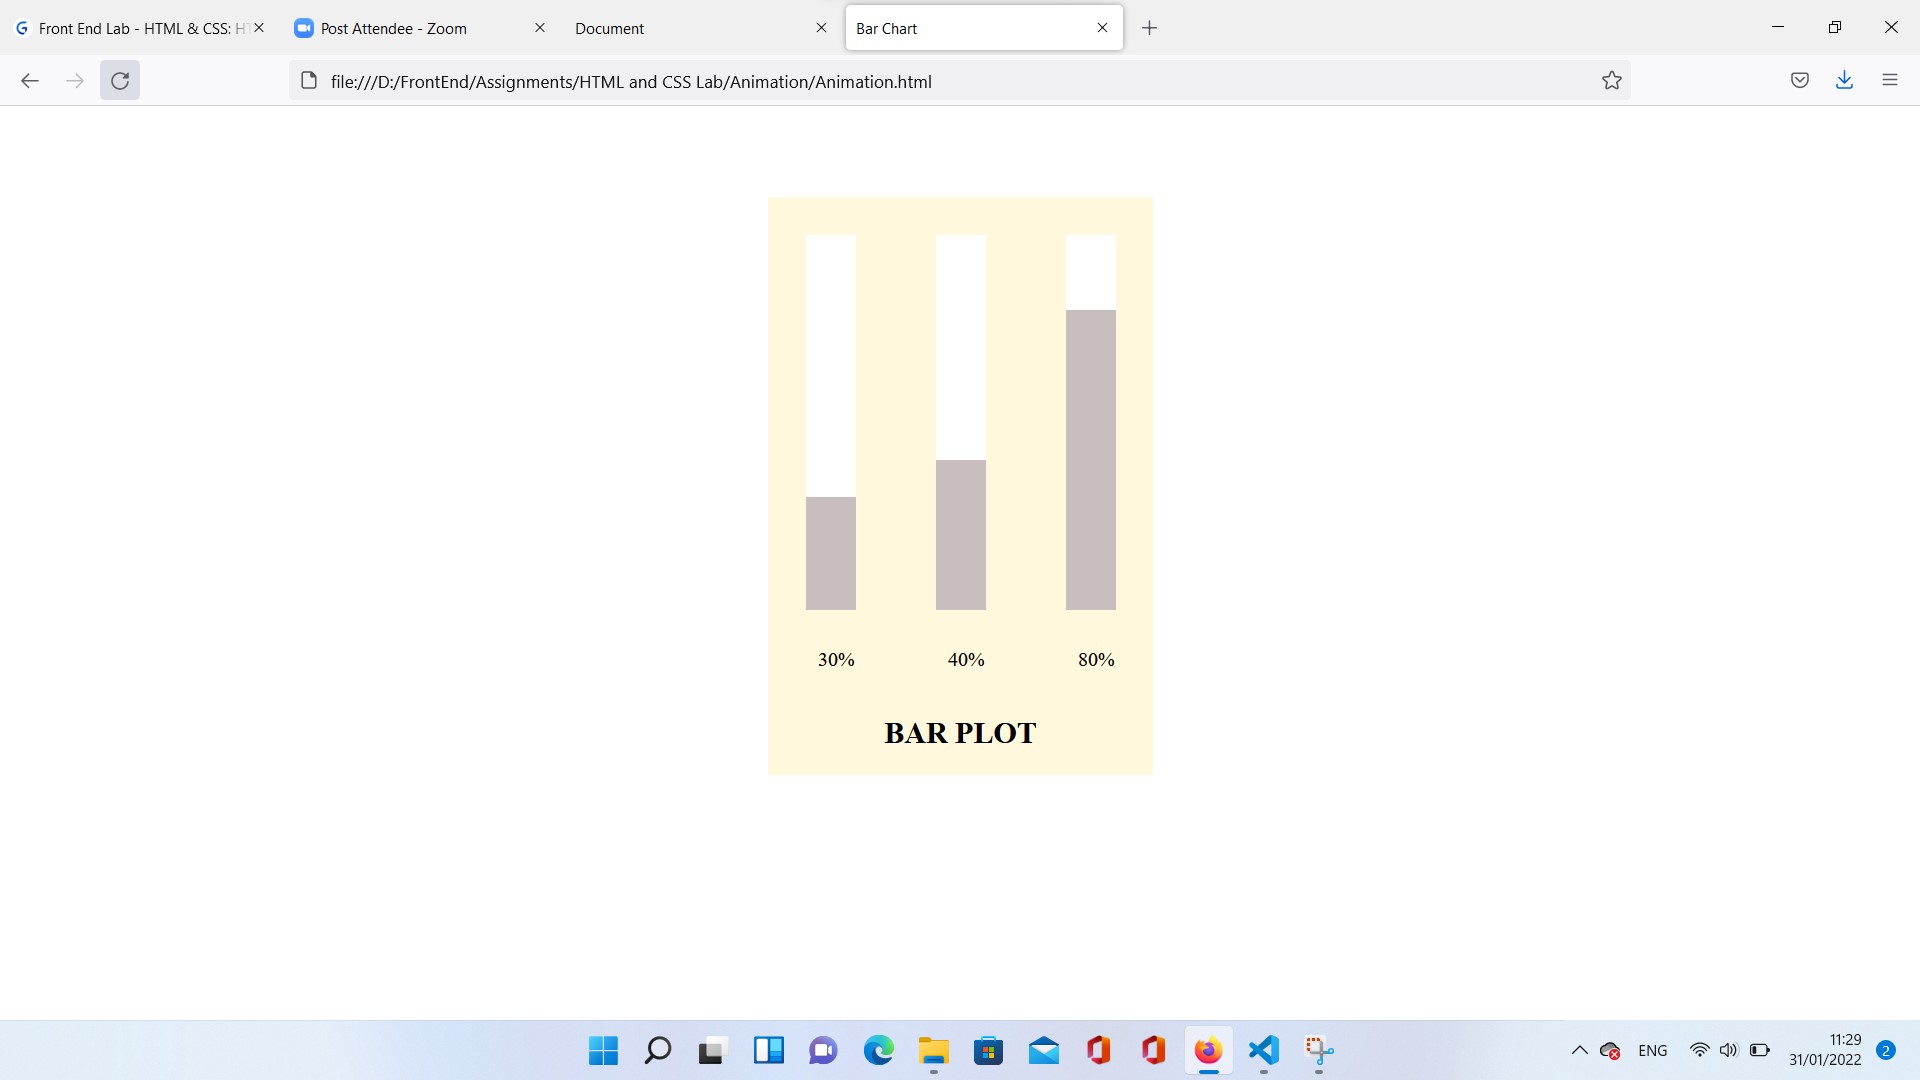 Front End Lab - HTML & CSS: HT
Post Attendee - Zoom
Document
Bar Chart
file:///D:/FrontEnd/Assignments/HTML and CSS Lab/Animation/Animation.html
30% 40% 80%
BAR PLOT
ENG
11:29
31/01/2022
2